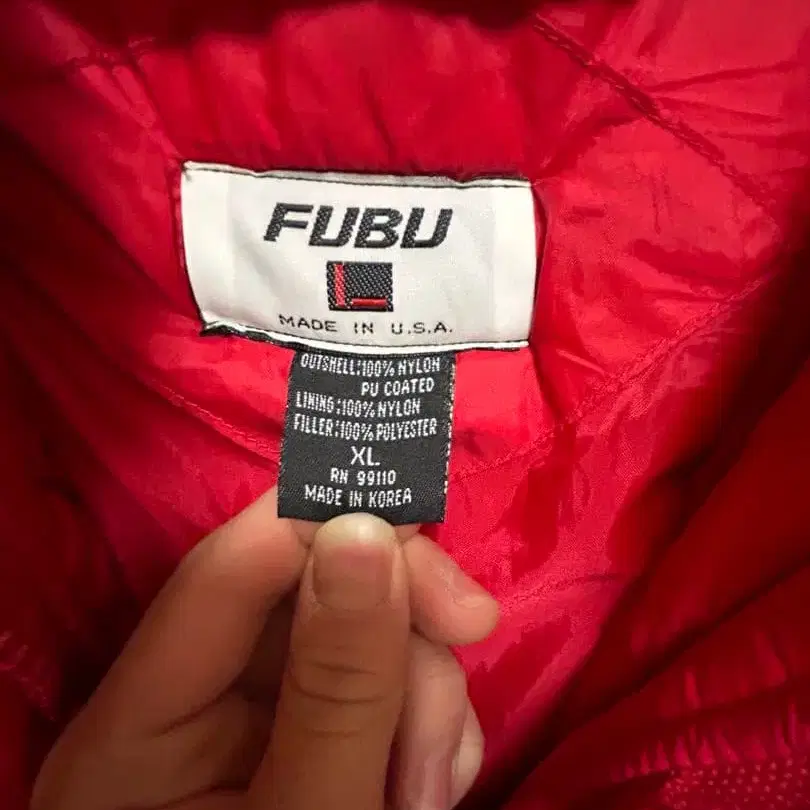 FUBU
MADE IN U.S.A.
OUTSHELL:100% NYLON
PU COATED
LINING:100% NYLON
FILLER:100% POLYESTER
XL
RN 99110
MADE IN KOREA